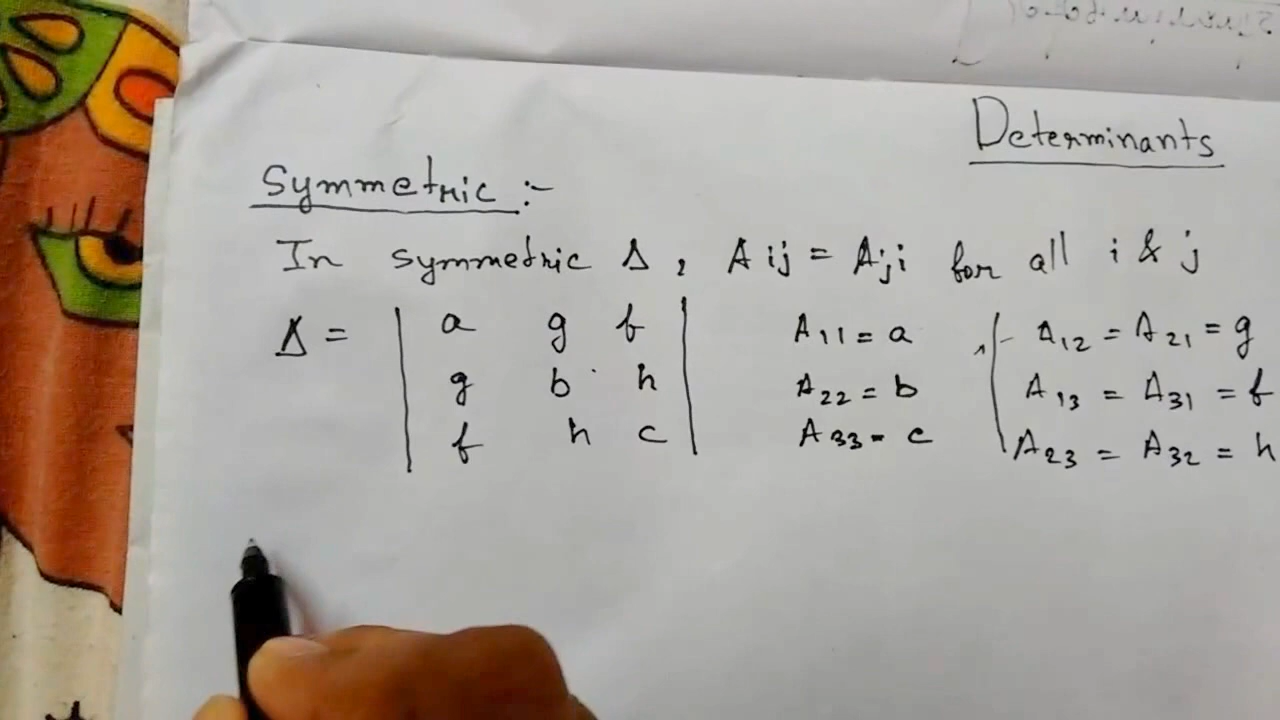 Determinants
Symmetric :-
In symmetric Δ, Aij = Aji for all i & j
Δ = | a g f | A11 = a A12 = A21 = g
| g b h | A22 = b A13 = A31 = f
| f h c | A33 = c A23 = A32 = h